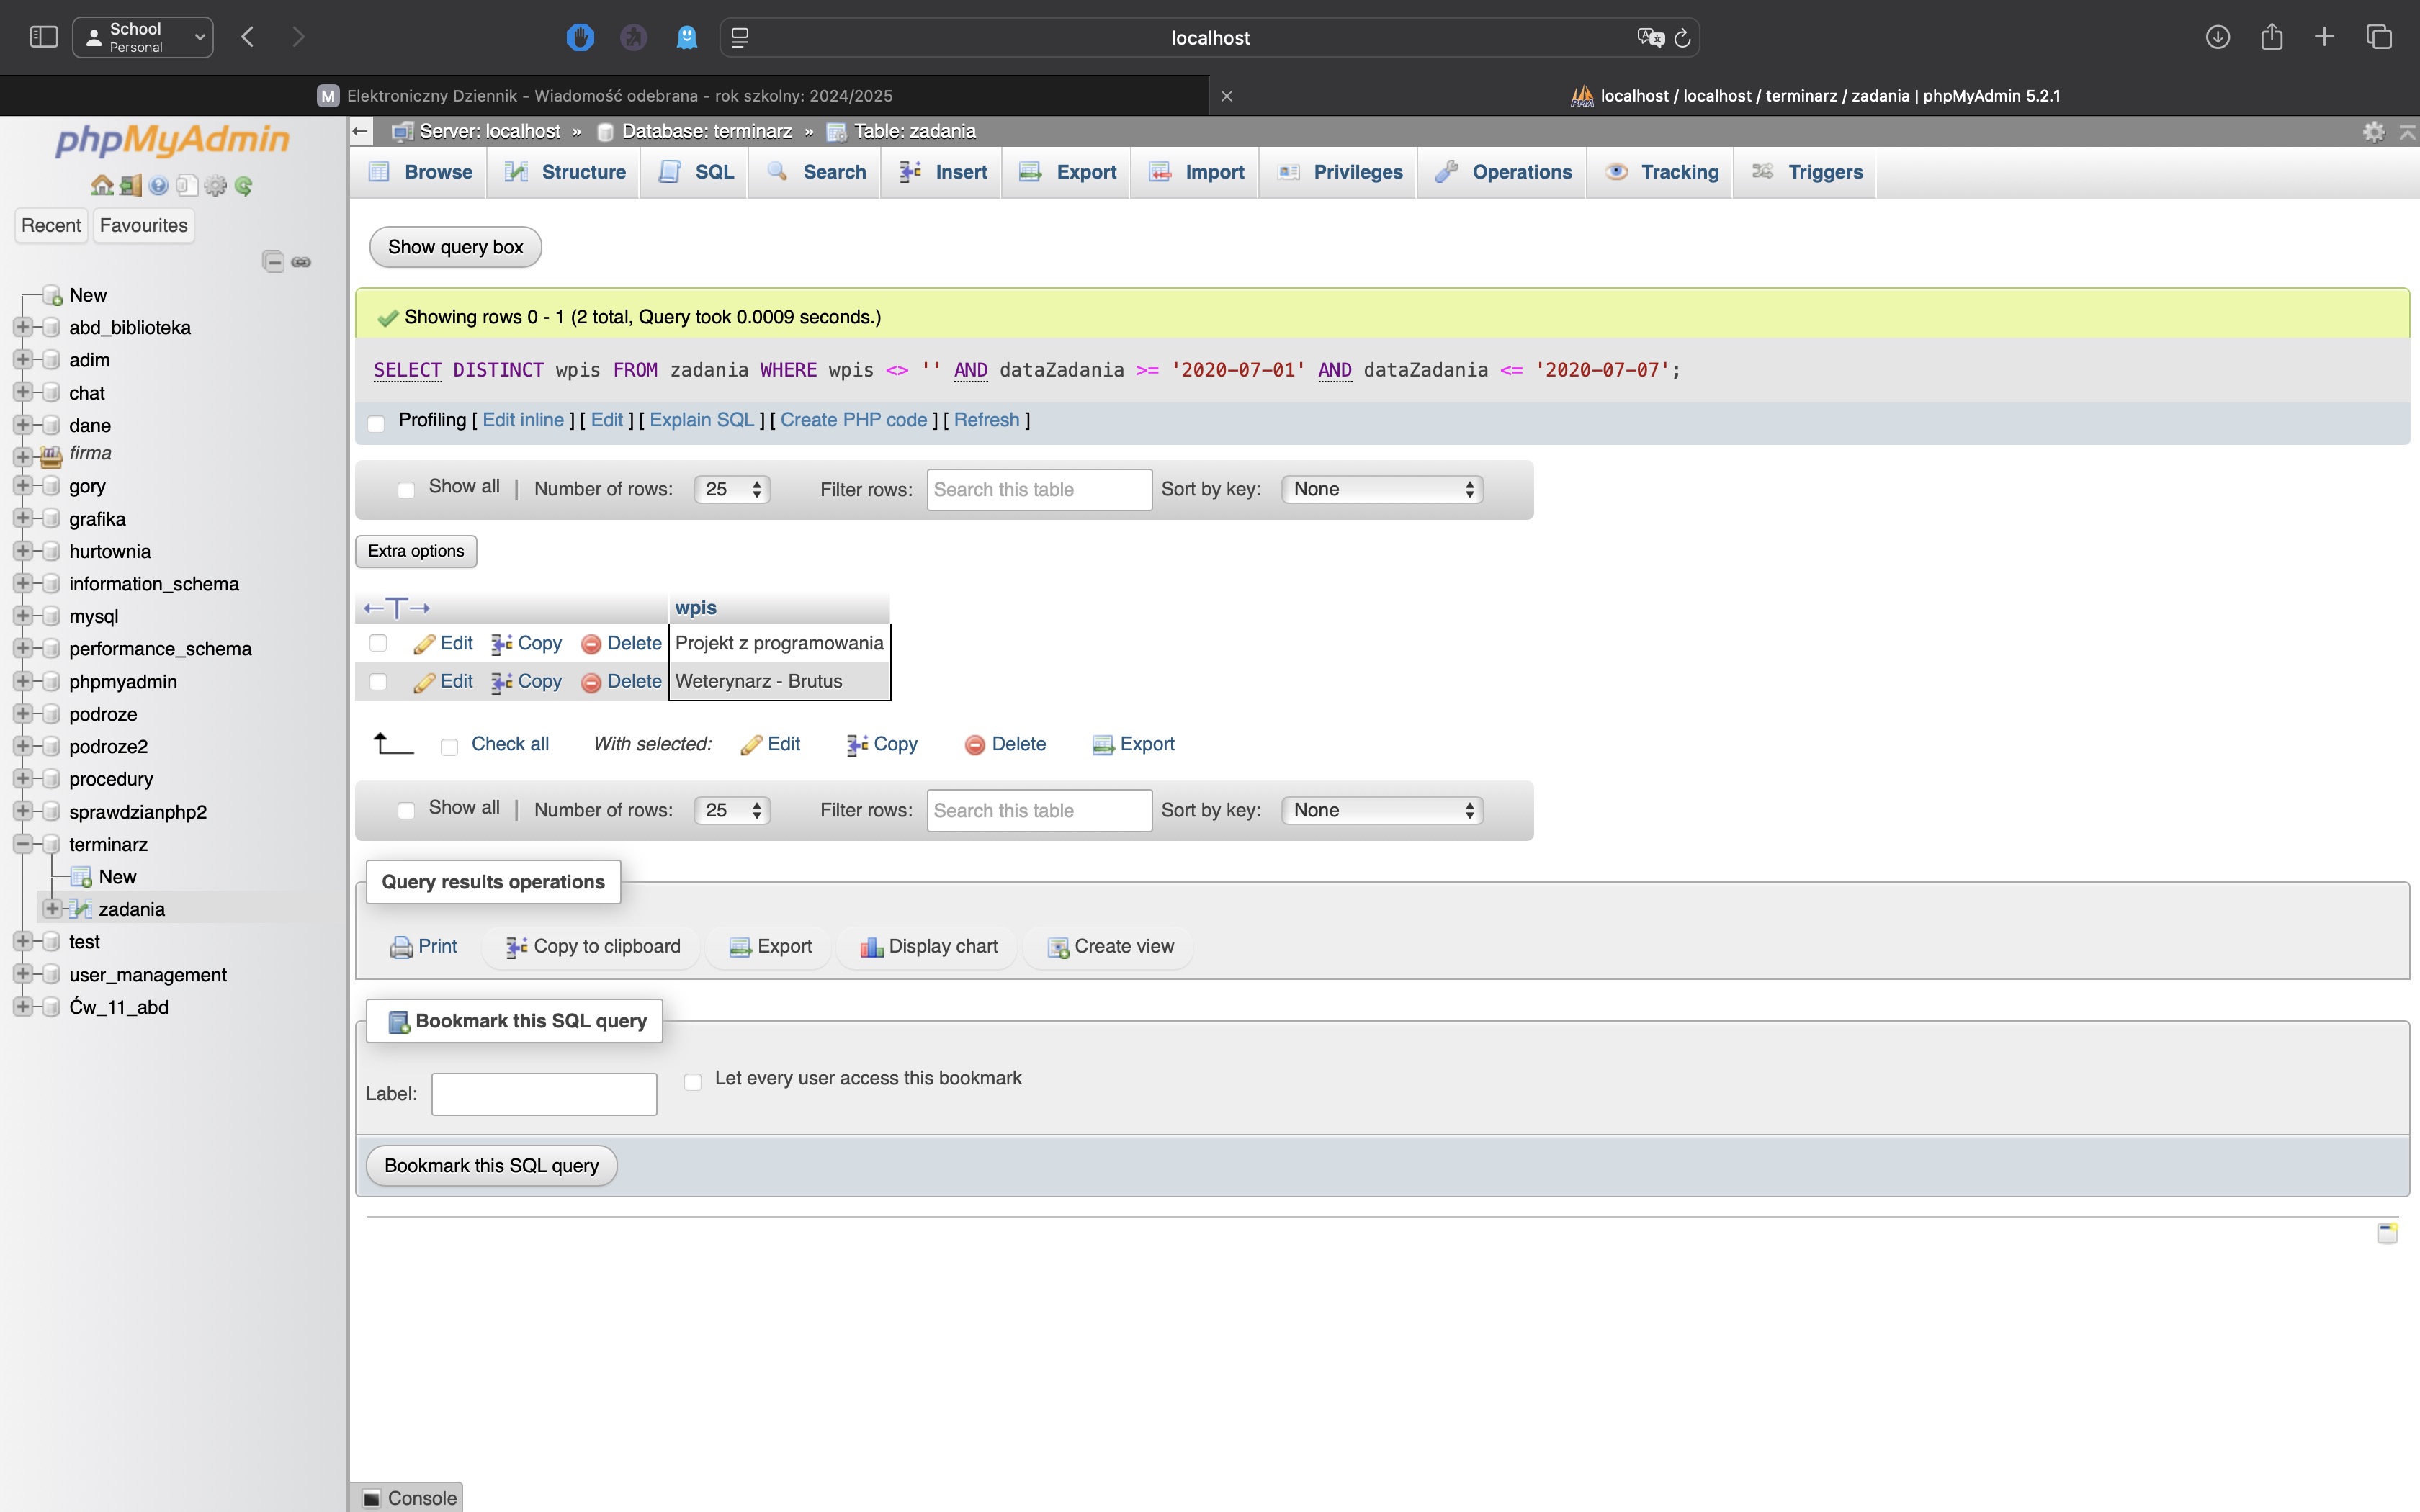 School
Personal
localhost
M Elektroniczny Dziennik - Wiadomość odebrana - rok szkolny: 2024/2025
localhost / localhost / terminarz / zadania | phpMyAdmin 5.2.1
phpMyAdmin
Recent Favourites
New
abd_biblioteka
adim
chat
dane
firma
gory
grafika
hurtownia
information_schema
mysql
performance_schema
phpmyadmin
podroze
podroze2
procedury
sprawdzianphp2
terminarz
New
zadania
test
user_management
Ćw_11_abd
Server: localhost » Database: terminarz » Table: zadania
Browse Structure SQL Search Insert Export Import Privileges Operations Tracking Triggers
Show query box
Showing rows 0 - 1 (2 total, Query took 0.0009 seconds.)
SELECT DISTINCT wpis FROM zadania WHERE wpis <> '' AND dataZadania >= '2020-07-01' AND dataZadania <= '2020-07-07';
Profiling [ Edit inline ] [ Edit ] [ Explain SQL ] [ Create PHP code ] [ Refresh ]
Show all | Number of rows: 25 Filter rows: Search this table Sort by key: None
Extra options
←T→ wpis
Edit Copy Delete Projekt z programowania
Edit Copy Delete Weterynarz - Brutus
Check all With selected: Edit Copy Delete Export
Show all | Number of rows: 25 Filter rows: Search this table Sort by key: None
Query results operations
Print Copy to clipboard Export Display chart Create view
Bookmark this SQL query
Label: Let every user access this bookmark
Bookmark this SQL query
Console